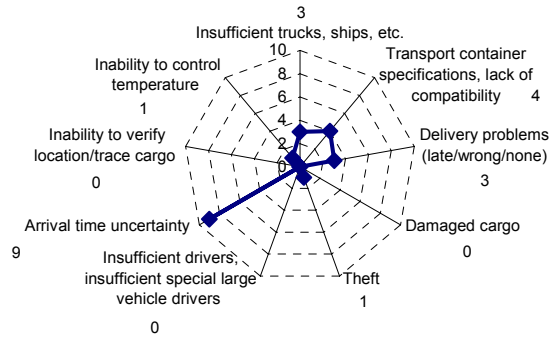 3
Insufficient trucks, ships, etc.
10
8
6
4
2
0
Transport container
specifications, lack of
compatibility 4
Delivery problems
(late/wrong/none)
3
Damaged cargo
0
Theft
1
Insufficient drivers,
insufficient special large
vehicle drivers
0
Arrival time uncertainty
9
Inability to verify
location/trace cargo
0
Inability to control
temperature
1